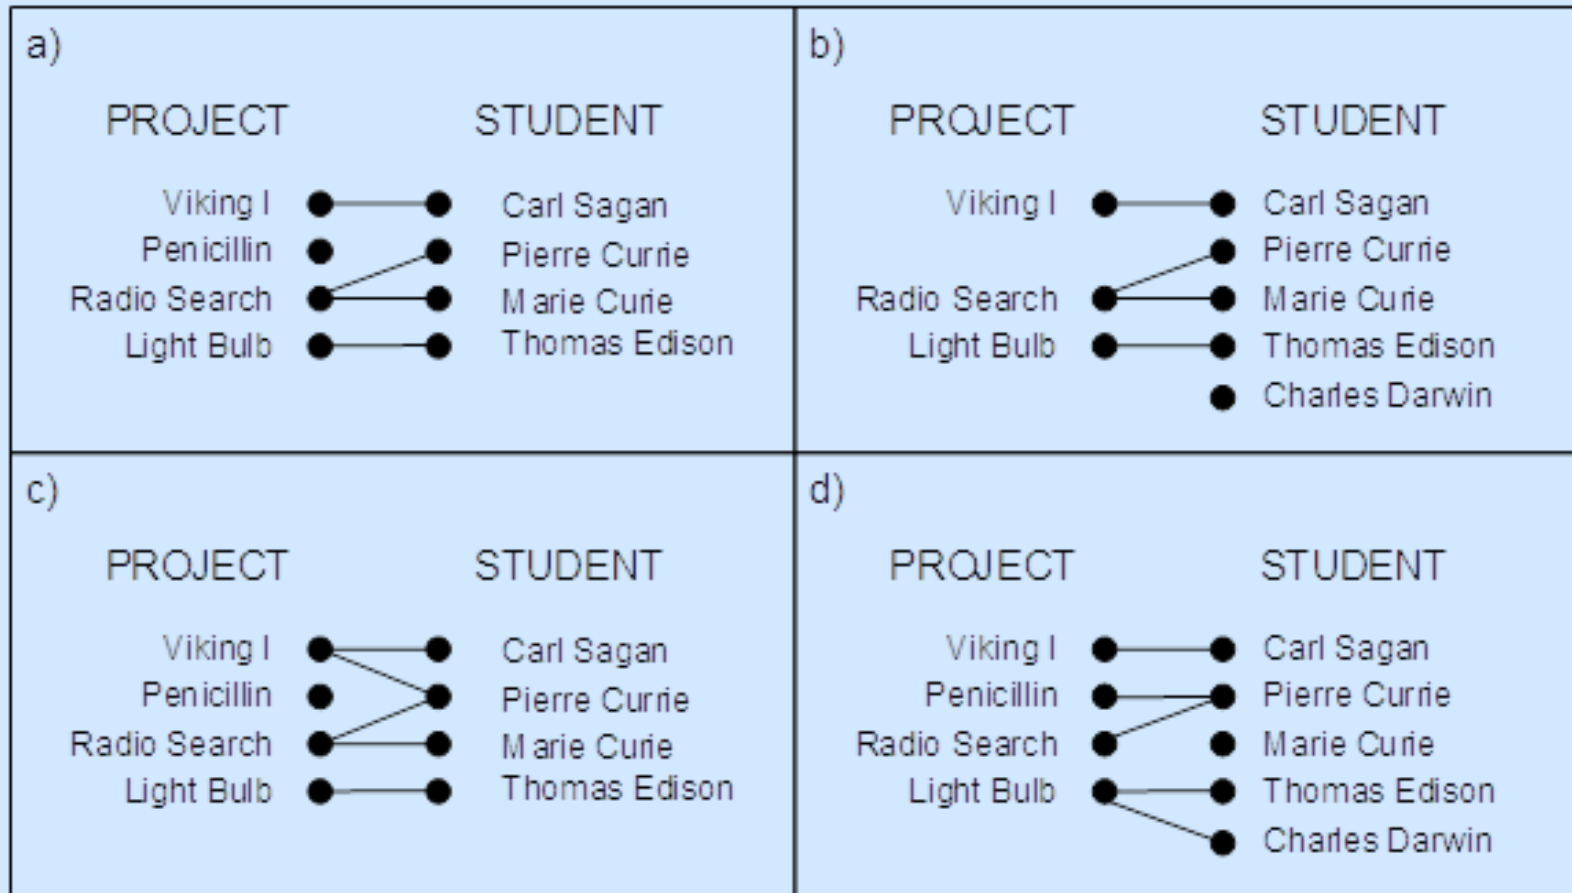 a)
PROJECT STUDENT
Viking I Carl Sagan
Penicillin Pierre Currie
Radio Search Marie Curie
Light Bulb Thomas Edison
b)
PROJECT STUDENT
Viking I Carl Sagan
Pierre Currie
Radio Search Marie Curie
Light Bulb Thomas Edison
Charles Darwin
c)
PROJECT STUDENT
Viking I Carl Sagan
Penicillin Pierre Currie
Radio Search Marie Curie
Light Bulb Thomas Edison
d)
PROJECT STUDENT
Viking I Carl Sagan
Penicillin Pierre Currie
Radio Search Marie Curie
Light Bulb Thomas Edison
Charles Darwin